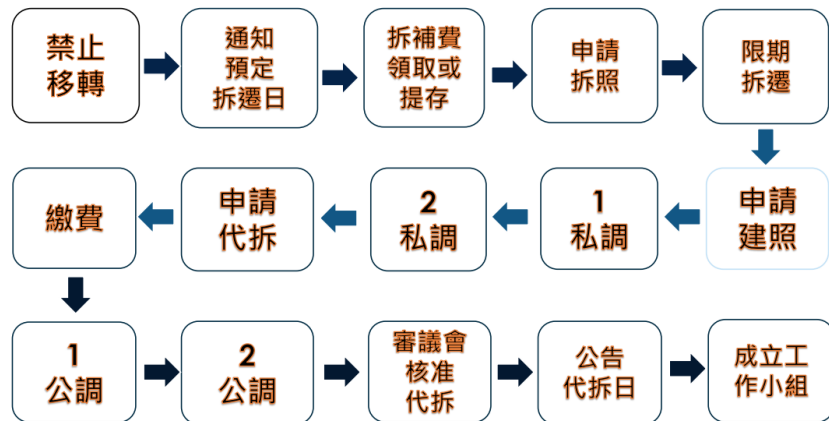 禁止
移轉
通知
預定
拆遷日
拆補費
領取或
提存
申請
拆照
限期
拆遷
申請
建照
1
私調
2
私調
申請
代拆
繳費
1
公調
2
公調
審議會
核准
代拆
公告
代拆日
成立工
作小組